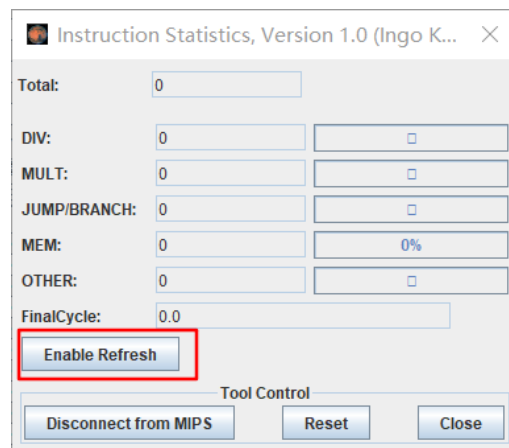 Instruction Statistics, Version 1.0 (Ingo K...
Total: 0
DIV: 0
MULT: 0
JUMP/BRANCH: 0
MEM: 0 0%
OTHER: 0
FinalCycle: 0.0
Enable Refresh
Tool Control
Disconnect from MIPS Reset Close